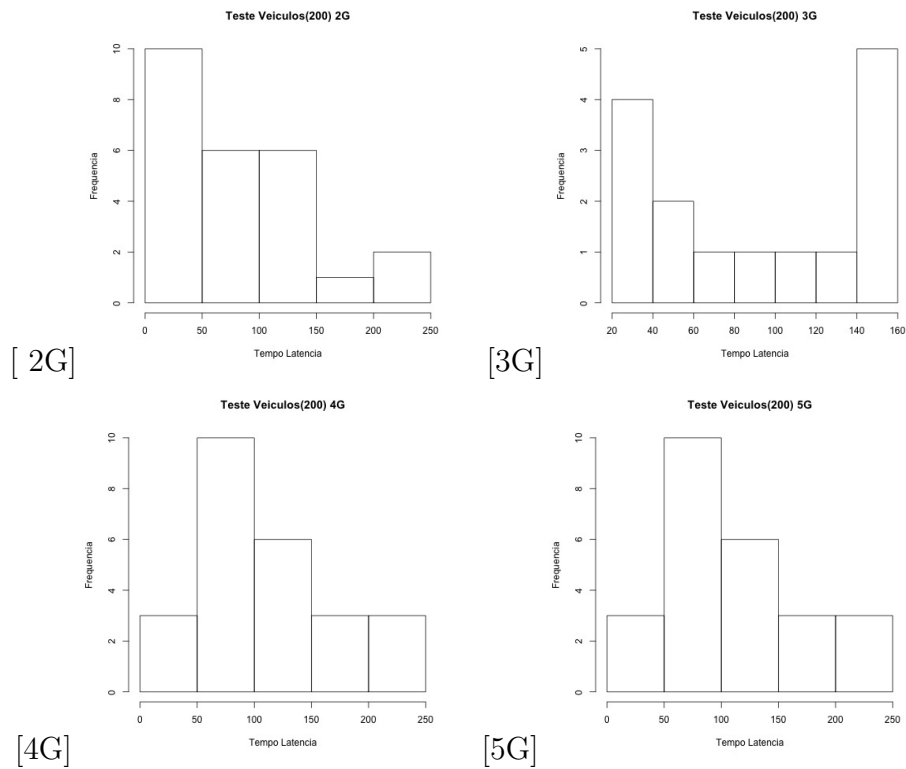 Teste Veiculos(200) 2G
Frequencia
0 2 4 6 8 10
0 50 100 150 200 250
Tempo Latencia
[ 2G]
Teste Veiculos(200) 3G
Frequencia
0 1 2 3 4 5
20 40 60 80 100 120 140 160
Tempo Latencia
[3G]
Teste Veiculos(200) 4G
Frequencia
0 2 4 6 8 10
0 50 100 150 200 250
Tempo Latencia
[4G]
Teste Veiculos(200) 5G
Frequencia
0 2 4 6 8 10
0 50 100 150 200 250
Tempo Latencia
[5G]